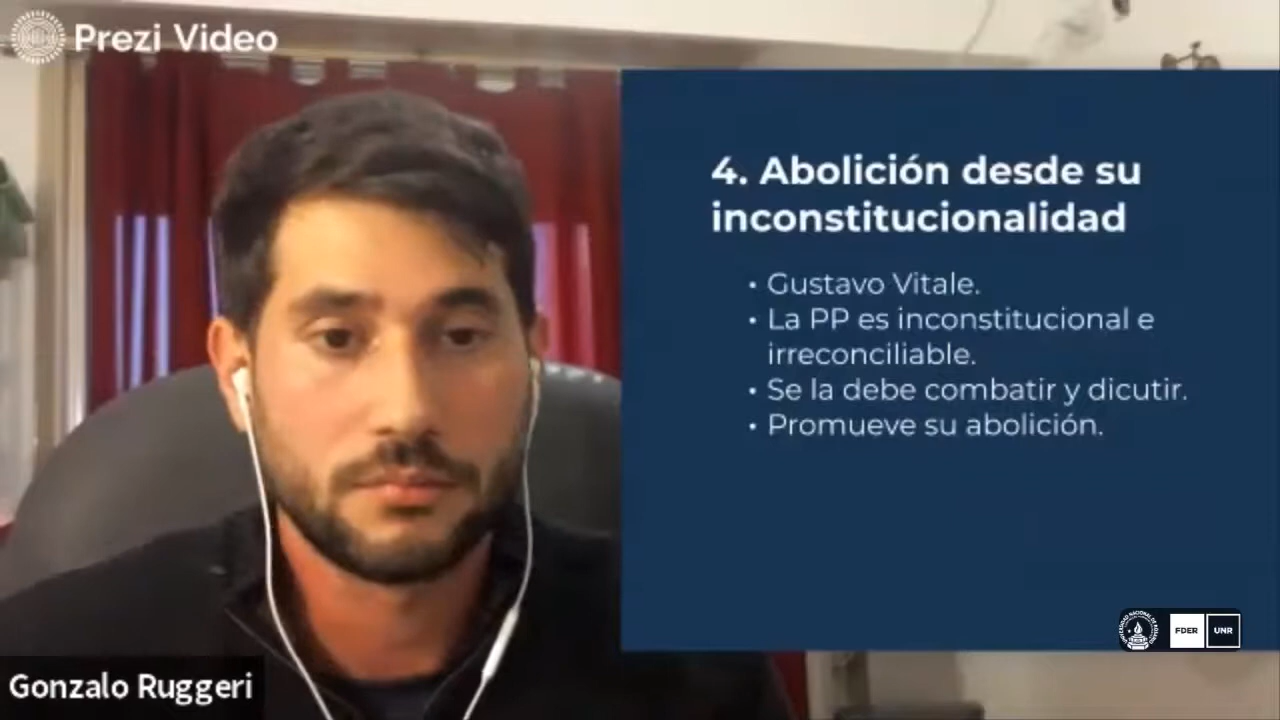 Prezi Video
4. Abolición desde su
inconstitucionalidad
• Gustavo Vitale.
• La PP es inconstitucional e
irreconciliable.
• Se la debe combatir y dicutir.
• Promueve su abolición.
FDER
UNR
Gonzalo Ruggeri